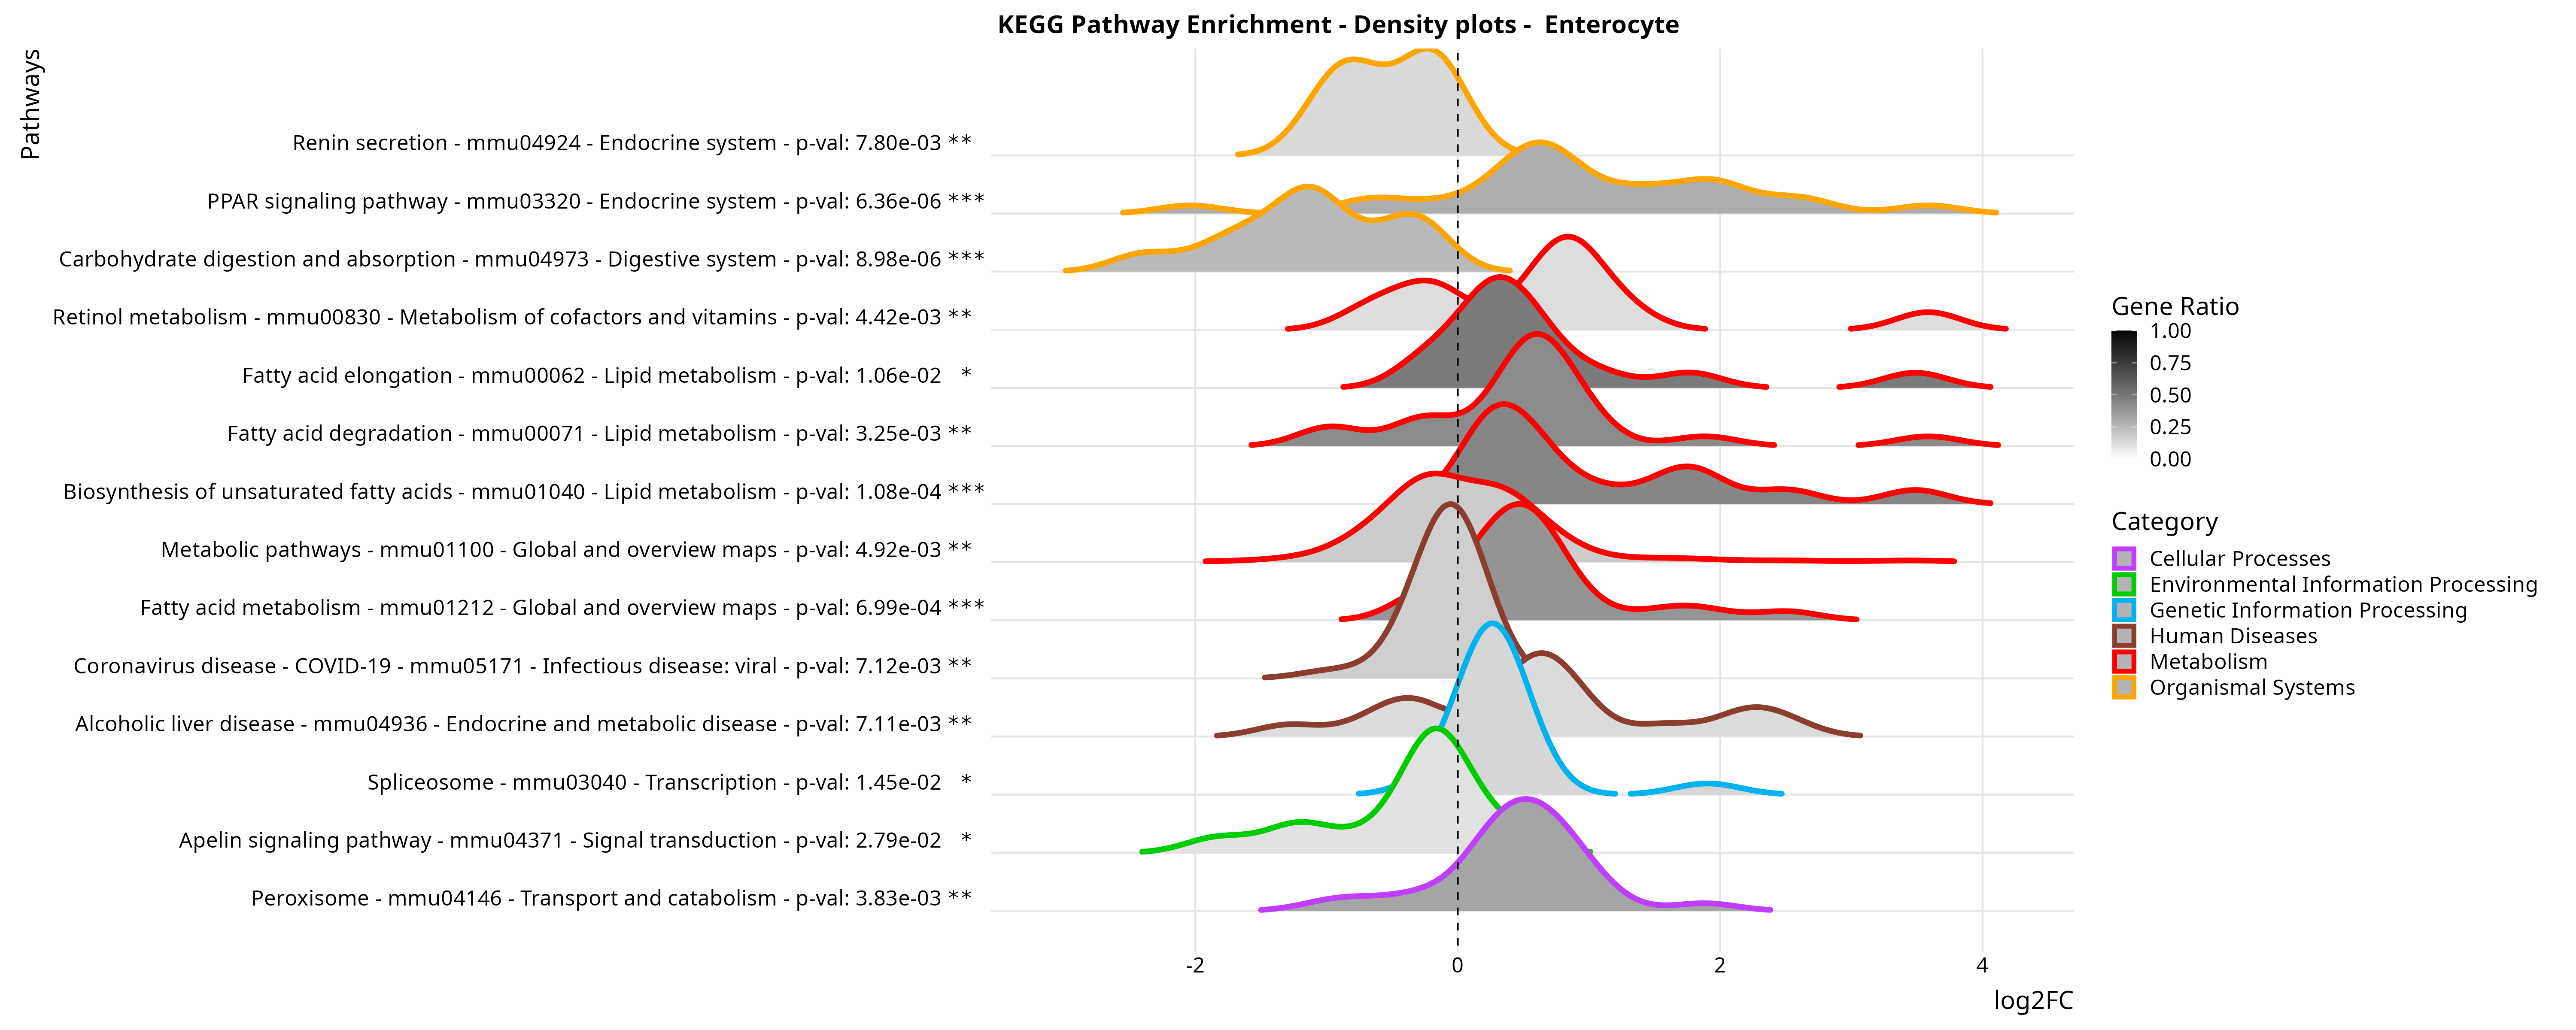 KEGG Pathway Enrichment - Density plots -  Enterocyte
Pathways
Renin secretion - mmu04924 - Endocrine system - p-val: 7.80e-03 **
PPAR signaling pathway - mmu03320 - Endocrine system - p-val: 6.36e-06 ***
Carbohydrate digestion and absorption - mmu04973 - Digestive system - p-val: 8.98e-06 ***
Retinol metabolism - mmu00830 - Metabolism of cofactors and vitamins - p-val: 4.42e-03 **
Fatty acid elongation - mmu00062 - Lipid metabolism - p-val: 1.06e-02 *
Fatty acid degradation - mmu00071 - Lipid metabolism - p-val: 3.25e-03 **
Biosynthesis of unsaturated fatty acids - mmu01040 - Lipid metabolism - p-val: 1.08e-04 ***
Metabolic pathways - mmu01100 - Global and overview maps - p-val: 4.92e-03 **
Fatty acid metabolism - mmu01212 - Global and overview maps - p-val: 6.99e-04 ***
Coronavirus disease - COVID-19 - mmu05171 - Infectious disease: viral - p-val: 7.12e-03 **
Alcoholic liver disease - mmu04936 - Endocrine and metabolic disease - p-val: 7.11e-03 **
Spliceosome - mmu03040 - Transcription - p-val: 1.45e-02 *
Apelin signaling pathway - mmu04371 - Signal transduction - p-val: 2.79e-02 *
Peroxisome - mmu04146 - Transport and catabolism - p-val: 3.83e-03 **
-2 0 2 4
log2FC
Gene Ratio
1.00
0.75
0.50
0.25
0.00
Category
Cellular Processes
Environmental Information Processing
Genetic Information Processing
Human Diseases
Metabolism
Organismal Systems